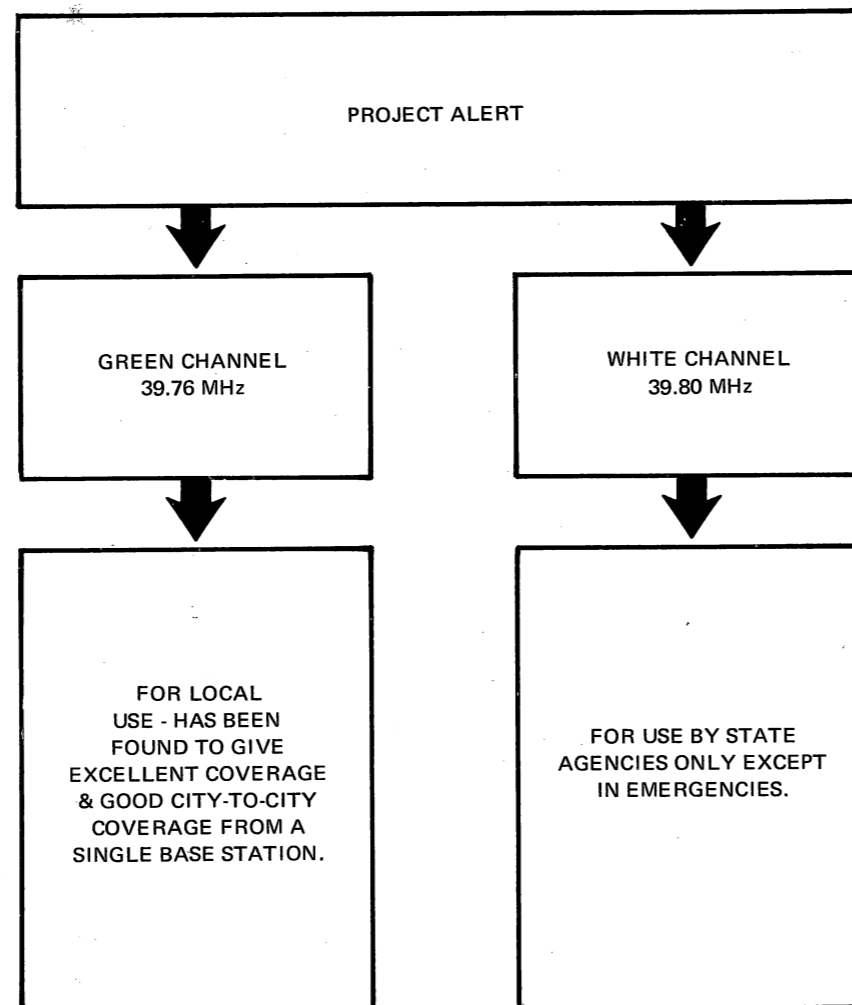 PROJECT ALERT
GREEN CHANNEL
39.76 MHz
WHITE CHANNEL
39.80 MHz
FOR LOCAL
USE - HAS BEEN
FOUND TO GIVE
EXCELLENT COVERAGE
& GOOD CITY-TO-CITY
COVERAGE FROM A
SINGLE BASE STATION.
FOR USE BY STATE
AGENCIES ONLY EXCEPT
IN EMERGENCIES.